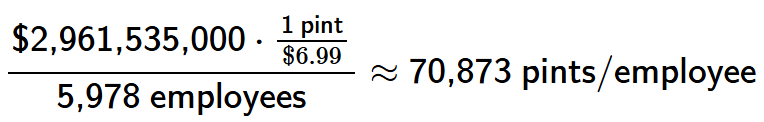 $2,961,535,000 · 1 pint/$6.99
5,978 employees
≈ 70,873 pints/employee